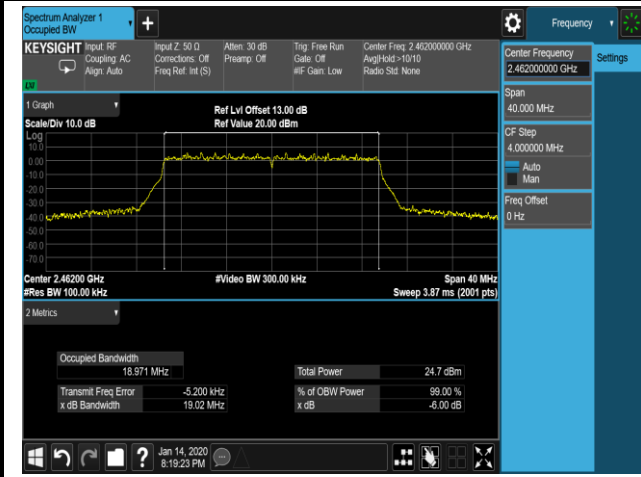 Spectrum Analyzer 1
Occupied BW
Frequency
KEYSIGHT
Input: RF
Coupling: AC
Align: Auto
Input Z: 50 Ω
Corrections: Off
Freq Ref: Int (S)
Atten: 30 dB
Preamp: Off
Trig: Free Run
Gate: Off
#IF Gain: Low
Center Freq: 2.462000000 GHz
Avg|Hold:>10/10
Radio Std: None
Center Frequency
2.462000000 GHz
Settings
Span
40.000 MHz
CF Step
4.000000 MHz
Auto
Man
Freq Offset
0 Hz
1 Graph
Scale/Div 10.0 dB
Ref Lvl Offset 13.00 dB
Ref Value 20.00 dBm
Log
10.0
0.00
-10.0
-20.0
-30.0
-40.0
-50.0
-60.0
-70.0
Center 2.46200 GHz
#Res BW 100.00 kHz
#Video BW 300.00 kHz
Span 40 MHz
Sweep 3.87 ms (2001 pts)
2 Metrics
Occupied Bandwidth
18.971 MHz
Total Power 24.7 dBm
Transmit Freq Error -5.200 kHz
% of OBW Power 99.00 %
x dB Bandwidth 19.02 MHz
x dB -6.00 dB
Jan 14, 2020
8:19:23 PM